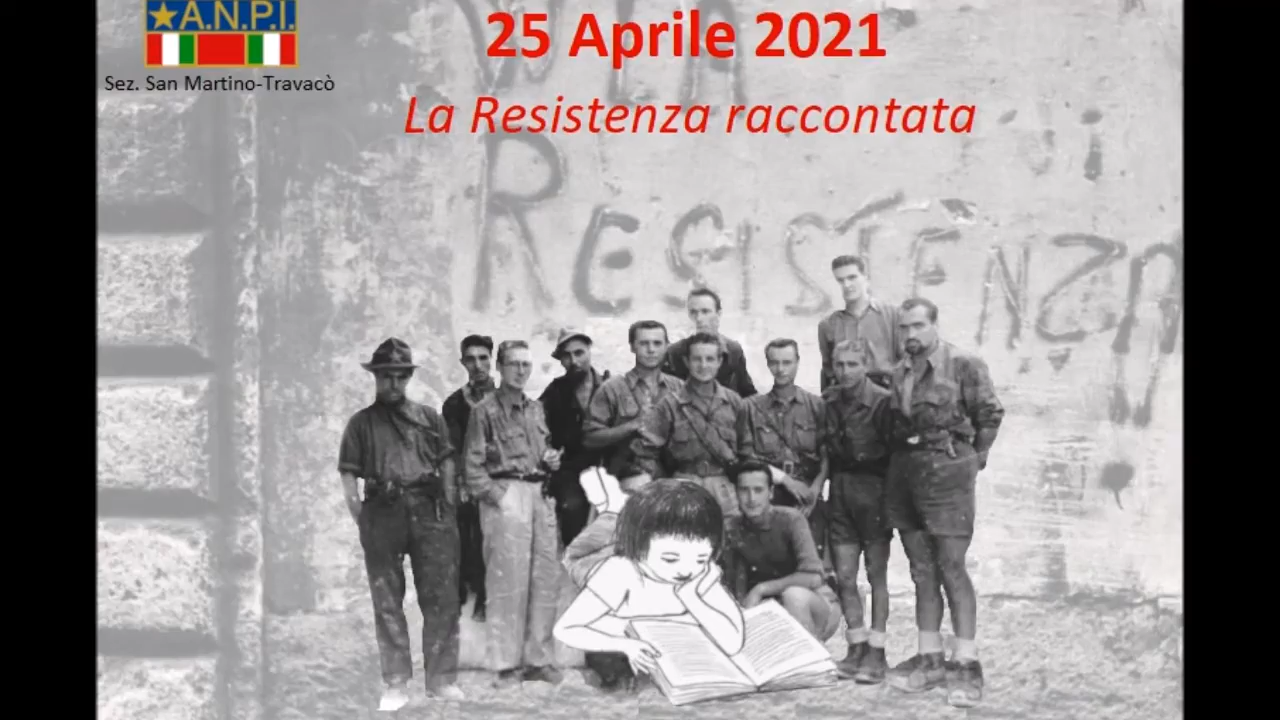 A.N.P.I.
Sez. San Martino-Travacò
25 Aprile 2021
La Resistenza raccontata
RESISTENZA